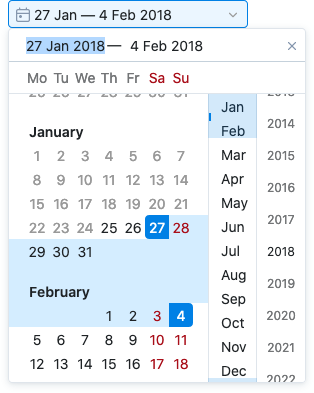 27 Jan — 4 Feb 2018
27 Jan 2018 — 4 Feb 2018 ×
Mo Tu We Th Fr Sa Su
January
1 2 3 4 5 6 7
8 9 10 11 12 13 14
15 16 17 18 19 20 21
22 23 24 25 26 27 28
29 30 31
February
1 2 3 4
5 6 7 8 9 10 11
12 13 14 15 16 17 18
Jan
Feb
Mar
Apr
May
Jun
Jul
Aug
Sep
Oct
Nov
Dec
2014
2015
2016
2017
2018
2019
2020
2021
2022